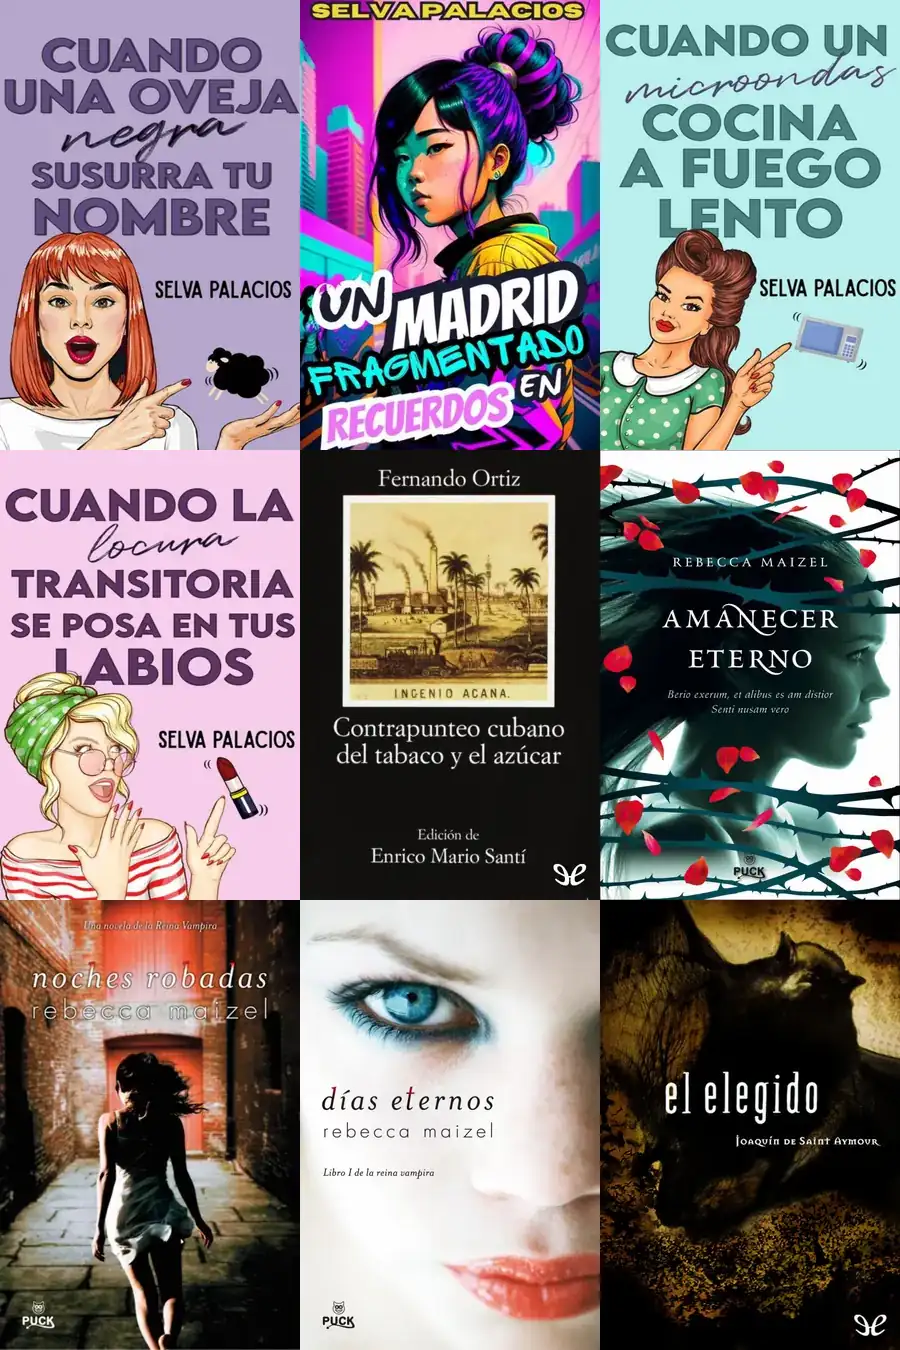 CUANDO
UNA OVEJA
negra
SUSURRA TU
NOMBRE
SELVA PALACIOS
SELVA PALACIOS
UN
MADRID
FRAGMENTADO
EN
RECUERDOS
CUANDO UN
microondas
COCINA
A FUEGO
LENTO
SELVA PALACIOS
CUANDO LA
locura
TRANSITORIA
SE POSA EN TUS
LABIOS
SELVA PALACIOS
Fernando Ortiz
INGENIO ACANA.
Contrapunteo cubano
del tabaco y el azúcar
Edición de
Enrico Mario Santí
REBECCA MAIZEL
AMANECER
ETERNO
Berio exerum, et alibus es am distior
Senti nusam vero
PUCK
Una novela de la Reina Vampira
noches robadas
rebecca maizel
PUCK
días eternos
rebecca maizel
Libro I de la reina vampira
PUCK
el elegido
Joaquín de Saint Aymour